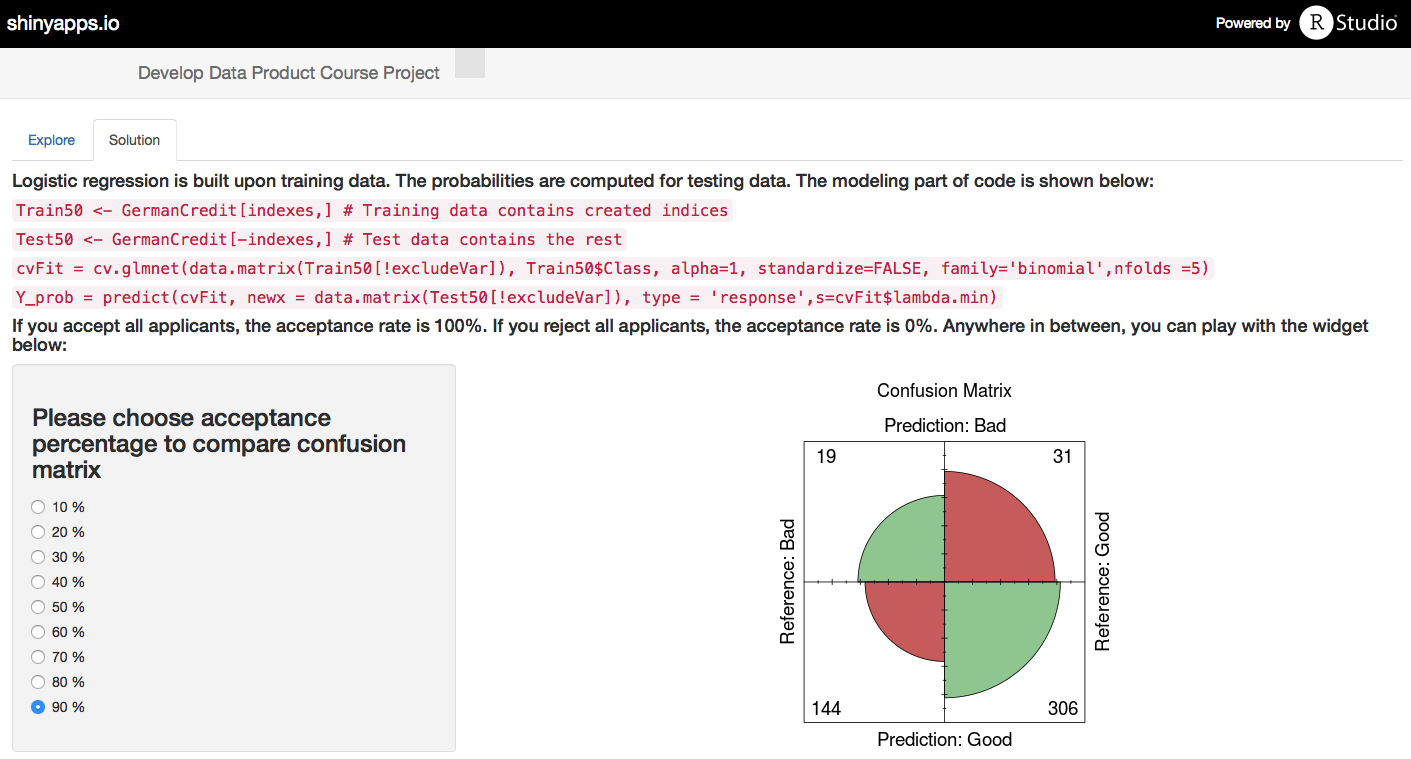 shinyapps.io
Powered by R Studio
Develop Data Product Course Project
Explore
Solution
Logistic regression is built upon training data. The probabilities are computed for testing data. The modeling part of code is shown below:
Train50 <- GermanCredit[indexes,] # Training data contains created indices
Test50 <- GermanCredit[-indexes,] # Test data contains the rest
cvFit = cv.glmnet(data.matrix(Train50[!excludeVar]), Train50$Class, alpha=1, standardize=FALSE, family='binomial',nfolds =5)
Y_prob = predict(cvFit, newx = data.matrix(Test50[!excludeVar]), type = 'response',s=cvFit$lambda.min)
If you accept all applicants, the acceptance rate is 100%. If you reject all applicants, the acceptance rate is 0%. Anywhere in between, you can play with the widget
below:
Please choose acceptance
percentage to compare confusion
matrix
10 %
20 %
30 %
40 %
50 %
60 %
70 %
80 %
90 %
Confusion Matrix
Prediction: Bad
19
31
Reference: Bad
Reference: Good
144
306
Prediction: Good